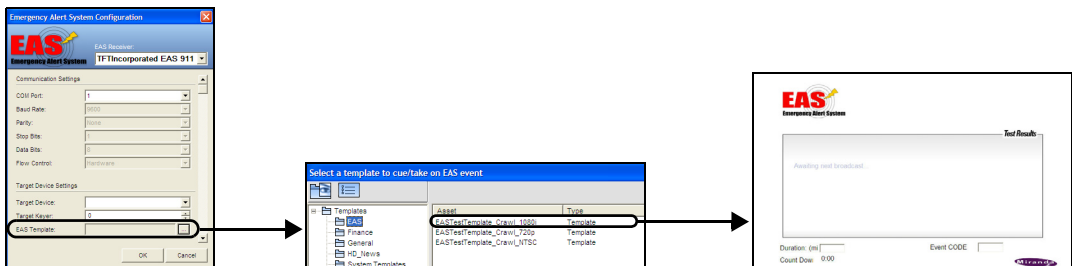 Emergency Alert System Configuration
EAS
Emergency Alert System
EAS Receiver:
TFTIncorporated EAS 911
Communication Settings
COM Port: 1
Baud Rate: 9600
Parity: None
Stop Bits: 1
Data Bits: 8
Flow Control: Hardware
Target Device Settings
Target Device:
Target Keyer: 0
EAS Template: ...
OK Cancel
Select a template to cue/take on EAS event
Templates
EAS
Finance
General
HD_News
System Templates
Asset Type
EASTestTemplate_Crawl_1080i Template
EASTestTemplate_Crawl_720p Template
EASTestTemplate_Crawl_NTSC Template
EAS
Emergency Alert System
Test Results
Awaiting next broadcast...
Duration: (mi Event CODE
Count Dow 0:00
Miranda